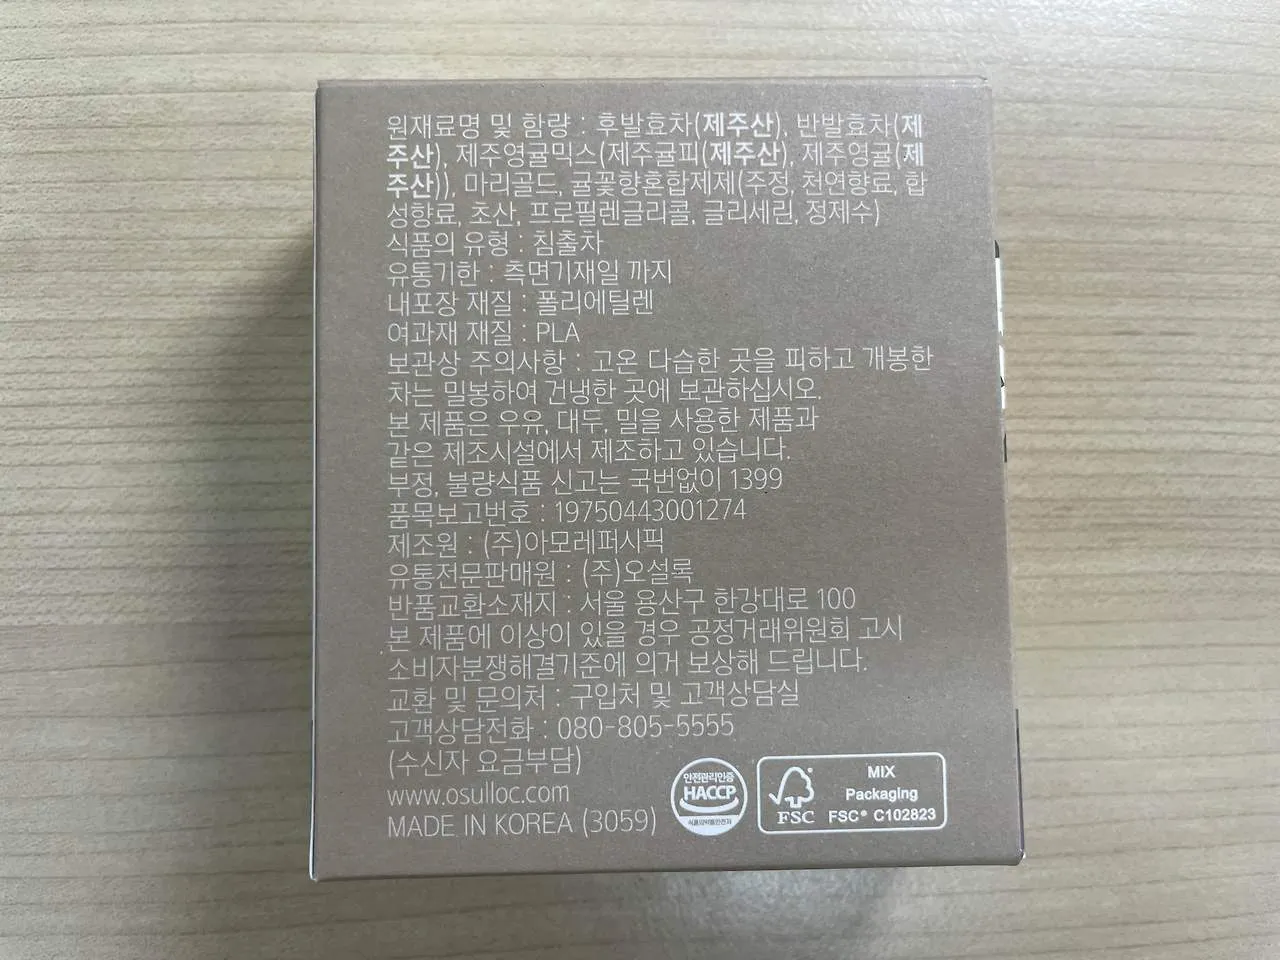 원재료명 및 함량 : 후발효차(제주산), 반발효차(제
주산), 제주영귤믹스(제주귤피(제주산), 제주영귤(제
주산)), 마리골드, 귤꽃향혼합제제(주정, 천연향료, 합
성향료, 초산, 프로필렌글리콜, 글리세린, 정제수)
식품의 유형 : 침출차
유통기한 : 측면기재일 까지
내포장 재질 : 폴리에틸렌
여과재 재질 : PLA
보관상 주의사항 : 고온 다습한 곳을 피하고 개봉한
차는 밀봉하여 건냉한 곳에 보관하십시오.
본 제품은 우유, 대두, 밀을 사용한 제품과
같은 제조시설에서 제조하고 있습니다.
부정, 불량식품 신고는 국번없이 1399
품목보고번호 : 19750443001274
제조원 : (주)아모레퍼시픽
유통전문판매원 : (주)오설록
반품교환소재지 : 서울 용산구 한강대로 100
본 제품에 이상이 있을 경우 공정거래위원회 고시
소비자분쟁해결기준에 의거 보상해 드립니다.
교환 및 문의처 : 구입처 및 고객상담실
고객상담전화 : 080-805-5555
(수신자 요금부담)
www.osulloc.com
MADE IN KOREA (3059)
안전관리인증
HACCP
식품의약품안전처
FSC
MIX
Packaging
FSC® C102823